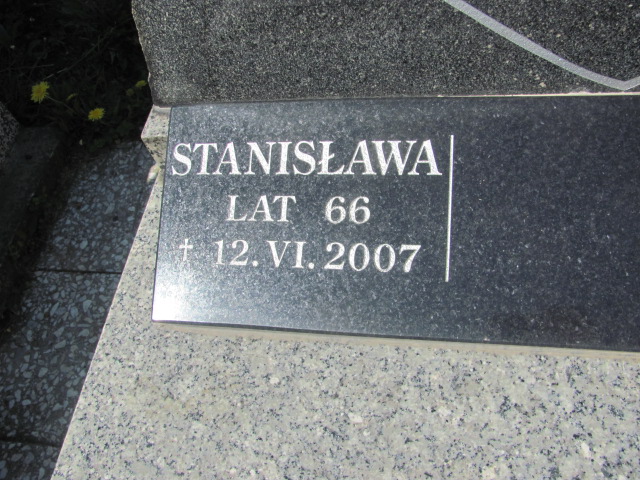 STANISŁAWA
LAT 66
† 12. VI. 2007